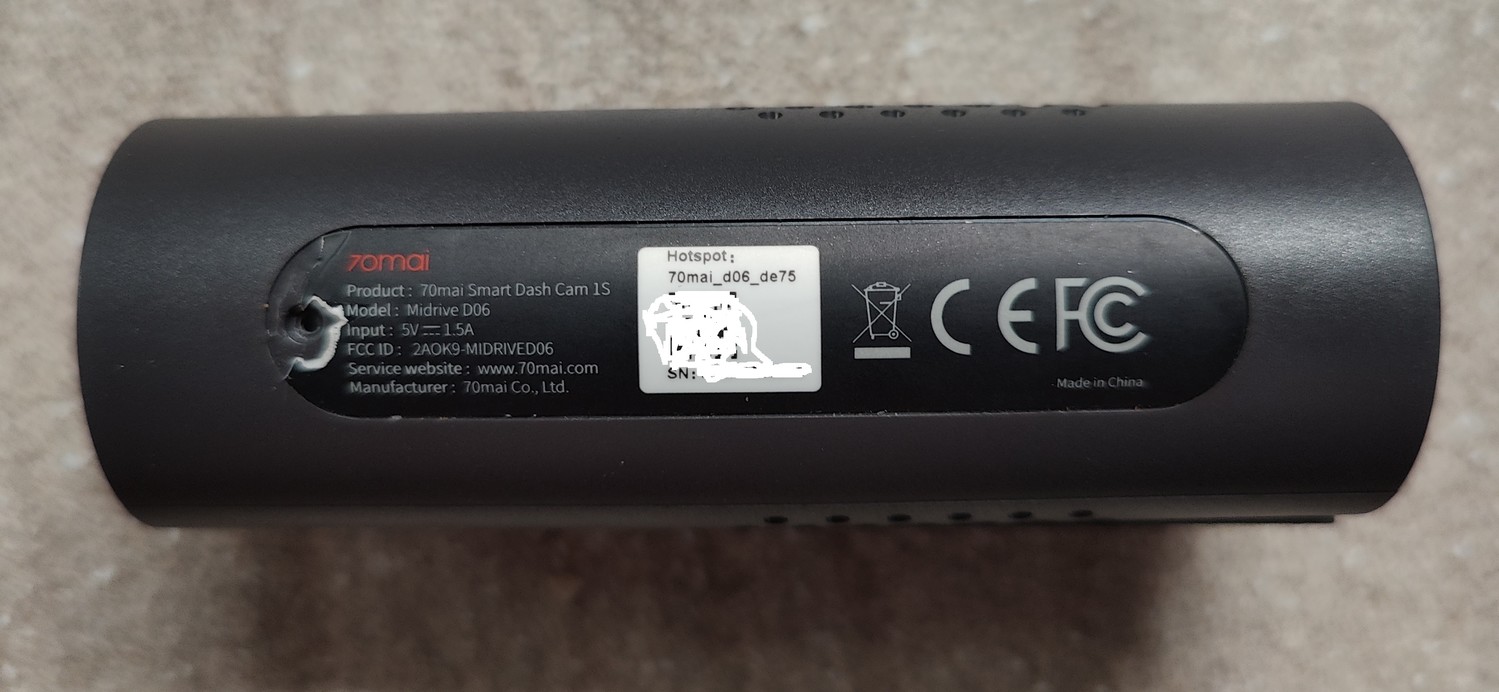 70mai
Product : 70mai Smart Dash Cam 1S
Model : Midrive D06
Input : 5V ⎓ 1.5A
FCC ID : 2AOK9-MIDRIVED06
Service website : www.70mai.com
Manufacturer : 70mai Co., Ltd.
Hotspot:
70mai_d06_de75
SN:
CE FC
Made in China